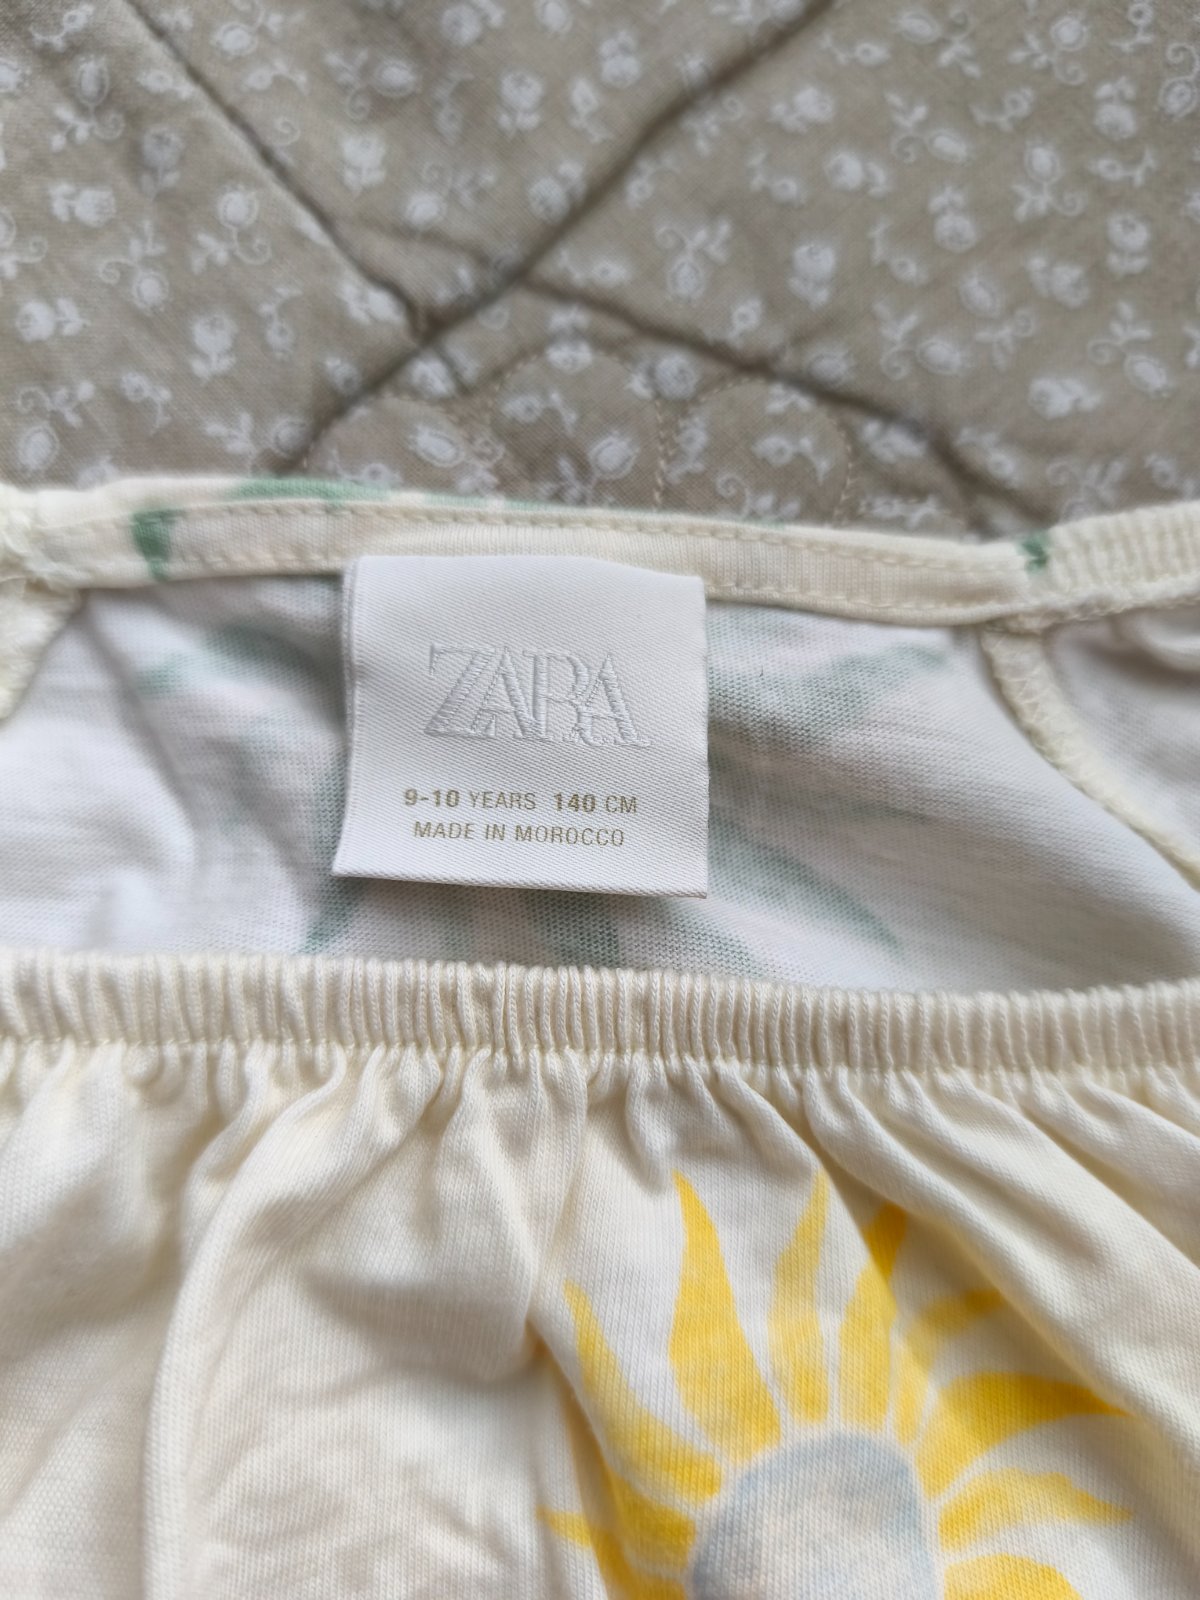 ZARA
9-10 YEARS 140 CM
MADE IN MOROCCO